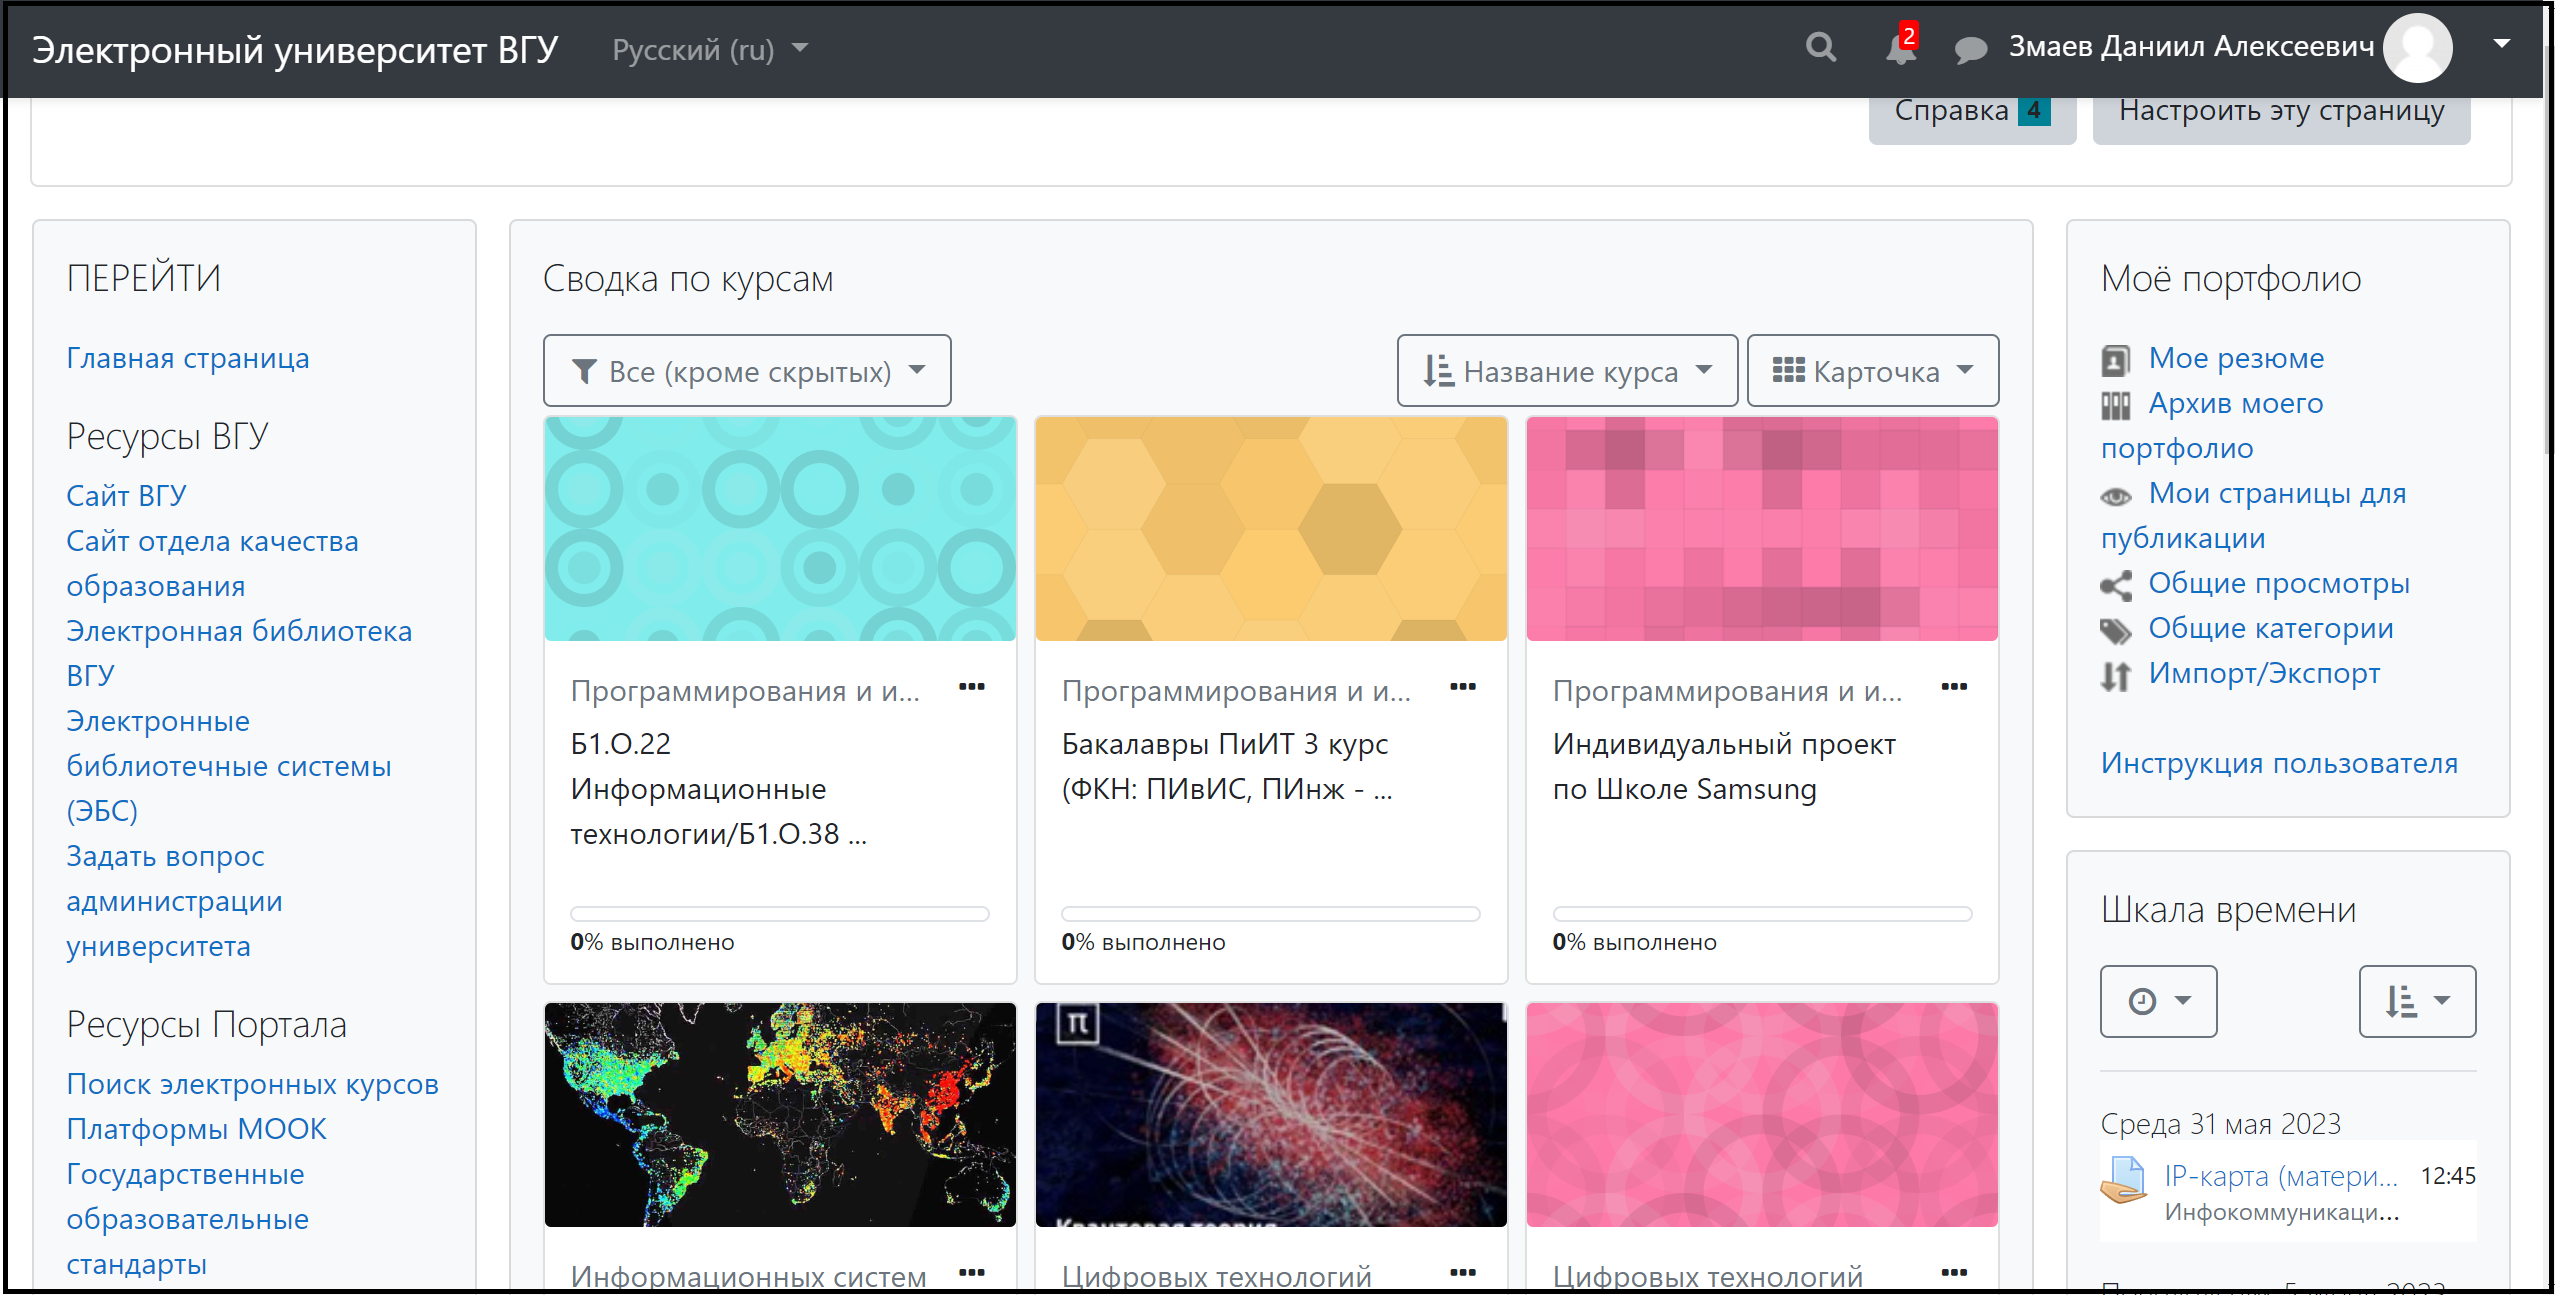 Электронный университет ВГУ
Русский (ru)
2
Змаев Даниил Алексеевич
Справка 4
Настроить эту страницу
ПЕРЕЙТИ
Главная страница
Ресурсы ВГУ
Сайт ВГУ
Сайт отдела качества
образования
Электронная библиотека
ВГУ
Электронные
библиотечные системы
(ЭБС)
Задать вопрос
администрации
университета
Ресурсы Портала
Поиск электронных курсов
Платформы МООК
Государственные
образовательные
стандарты
Сводка по курсам
Все (кроме скрытых)
Название курса
Карточка
Программирования и и...
Б1.О.22
Информационные
технологии/Б1.О.38 ...
0% выполнено
Программирования и и...
Бакалавры ПиИТ 3 курс
(ФКН: ПИвИС, ПИнж - ...
0% выполнено
Программирования и и...
Индивидуальный проект
по Школе Samsung
0% выполнено
Информационных систем
π
Квантовая теория
Цифровых технологий
Цифровых технологий
Моё портфолио
Мое резюме
Архив моего
портфолио
Мои страницы для
публикации
Общие просмотры
Общие категории
Импорт/Экспорт
Инструкция пользователя
Шкала времени
Среда 31 мая 2023
IP-карта (матери... 12:45
Инфокоммуникаци...